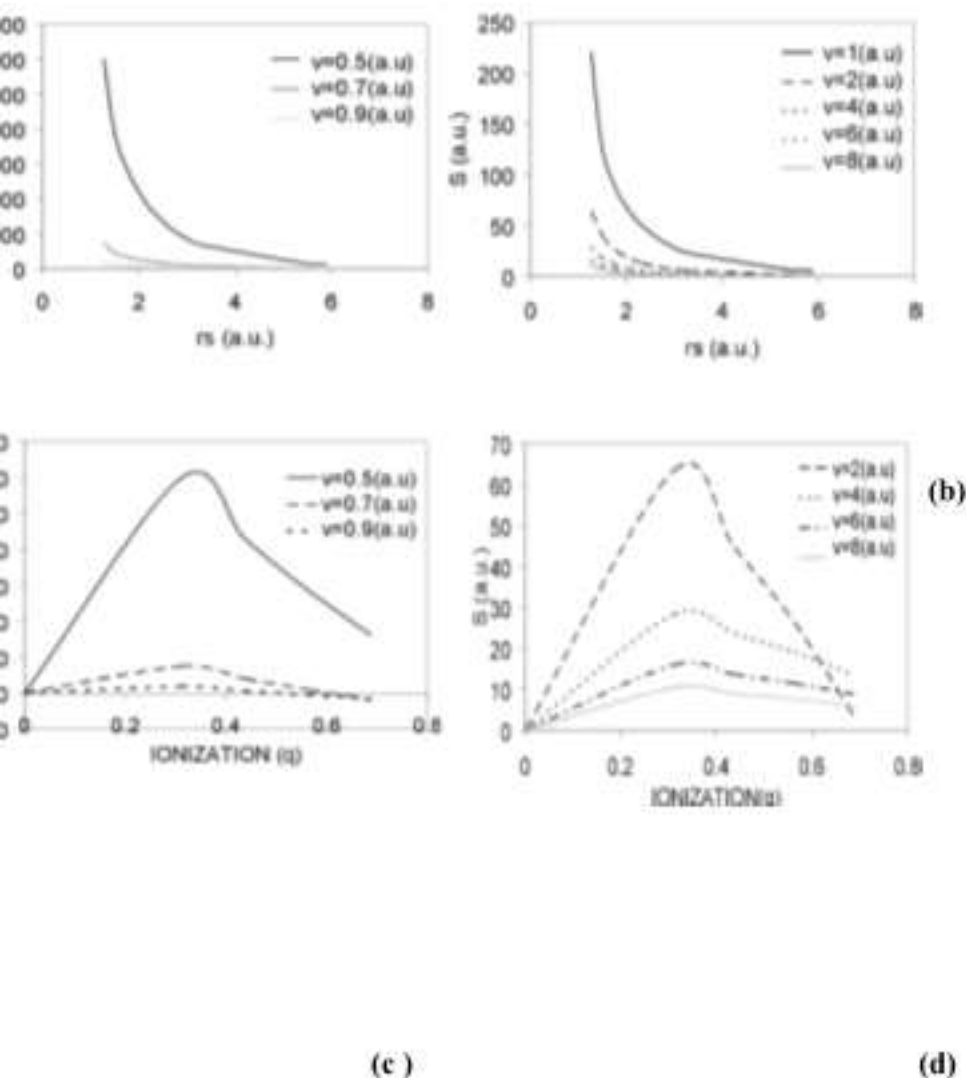 v=0.5(a.u)
v=0.7(a.u)
v=0.9(a.u)
0
0 2 4 6 8
rs (a.u.)
S (a.u.)
250
200
150
100
50
0
v=1(a.u)
v=2(a.u)
v=4(a.u)
v=6(a.u)
v=8(a.u)
0 2 4 6 8
rs (a.u.)
v=0.5(a.u)
v=0.7(a.u)
v=0.9(a.u)
0 0.2 0.4 0.6 0.8
IONIZATION (q)
S (a.u.)
70
60
50
40
30
20
10
0
v=2(a.u)
v=4(a.u)
v=6(a.u)
v=8(a.u)
0 0.2 0.4 0.6 0.8
IONIZATION(q)
(b)
(c )
(d)